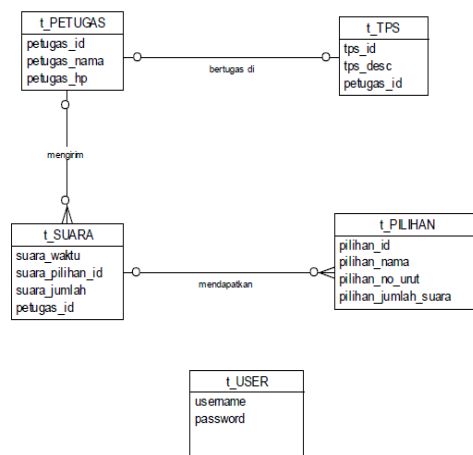 t_PETUGAS
petugas_id
petugas_nama
petugas_hp
bertugas di
t_TPS
tps_id
tps_desc
petugas_id
mengirim
t_SUARA
suara_waktu
suara_pilihan_id
suara_jumlah
petugas_id
mendapatkan
t_PILIHAN
pilihan_id
pilihan_nama
pilihan_no_urut
pilihan_jumlah_suara
t_USER
username
password